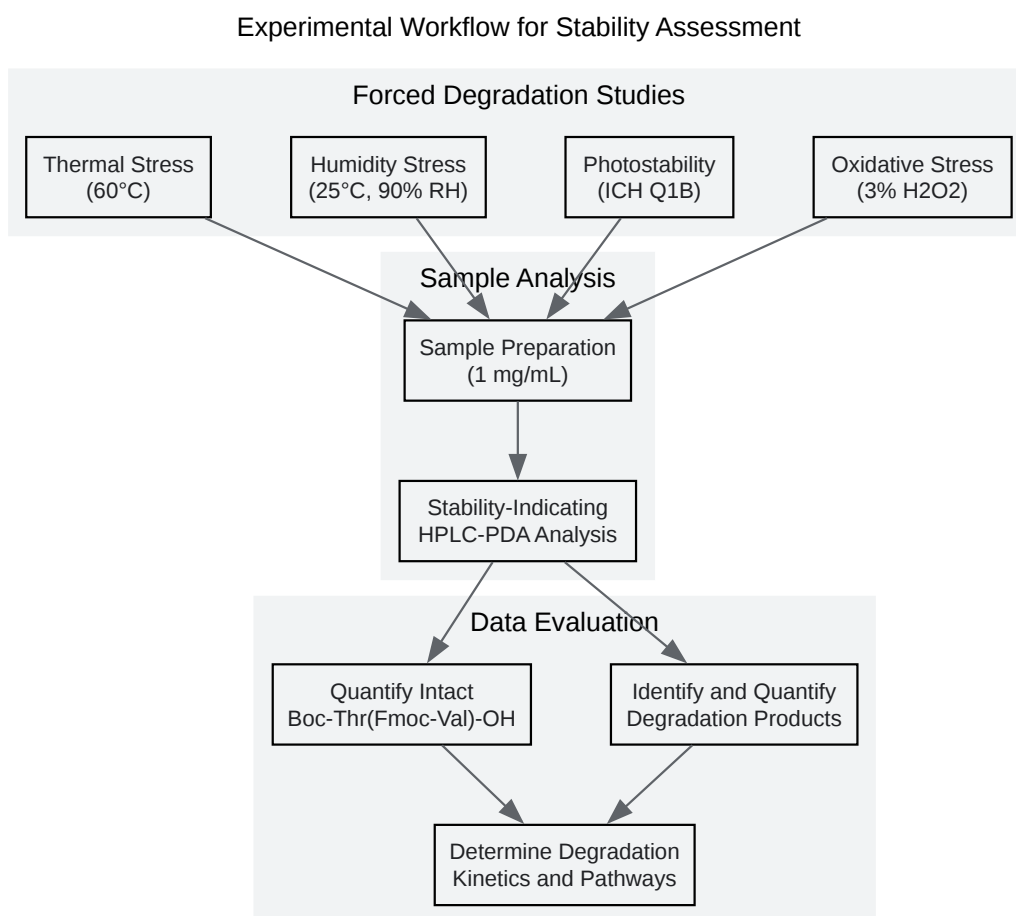 Experimental Workflow for Stability Assessment
Forced Degradation Studies
Thermal Stress
(60°C)
Humidity Stress
(25°C, 90% RH)
Photostability
(ICH Q1B)
Oxidative Stress
(3% H2O2)
Sample Analysis
Sample Preparation
(1 mg/mL)
Stability-Indicating
HPLC-PDA Analysis
Data Evaluation
Quantify Intact
Boc-Thr(Fmoc-Val)-OH
Identify and Quantify
Degradation Products
Determine Degradation
Kinetics and Pathways